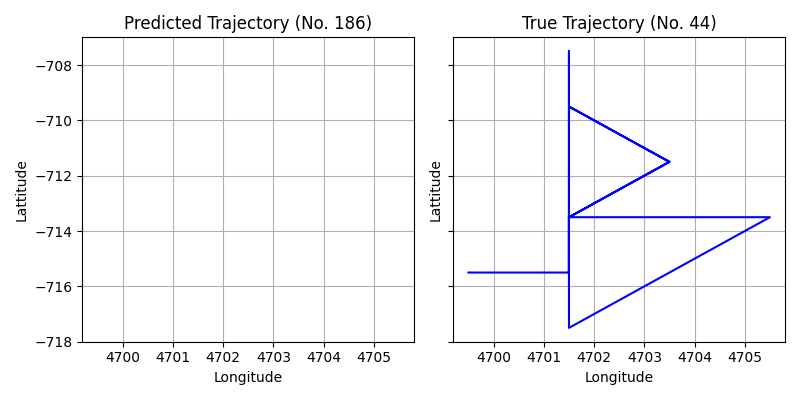 Predicted Trajectory (No. 186)
True Trajectory (No. 44)
Lattitude
−708
−710
−712
−714
−716
−718
4700 4701 4702 4703 4704 4705
Longitude
Lattitude
4700 4701 4702 4703 4704 4705
Longitude